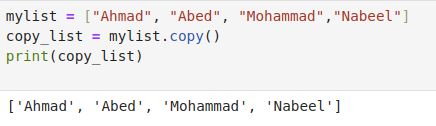 mylist = ["Ahmad", "Abed", "Mohammad","Nabeel"]
copy_list = mylist.copy()
print(copy_list)
['Ahmad', 'Abed', 'Mohammad', 'Nabeel']